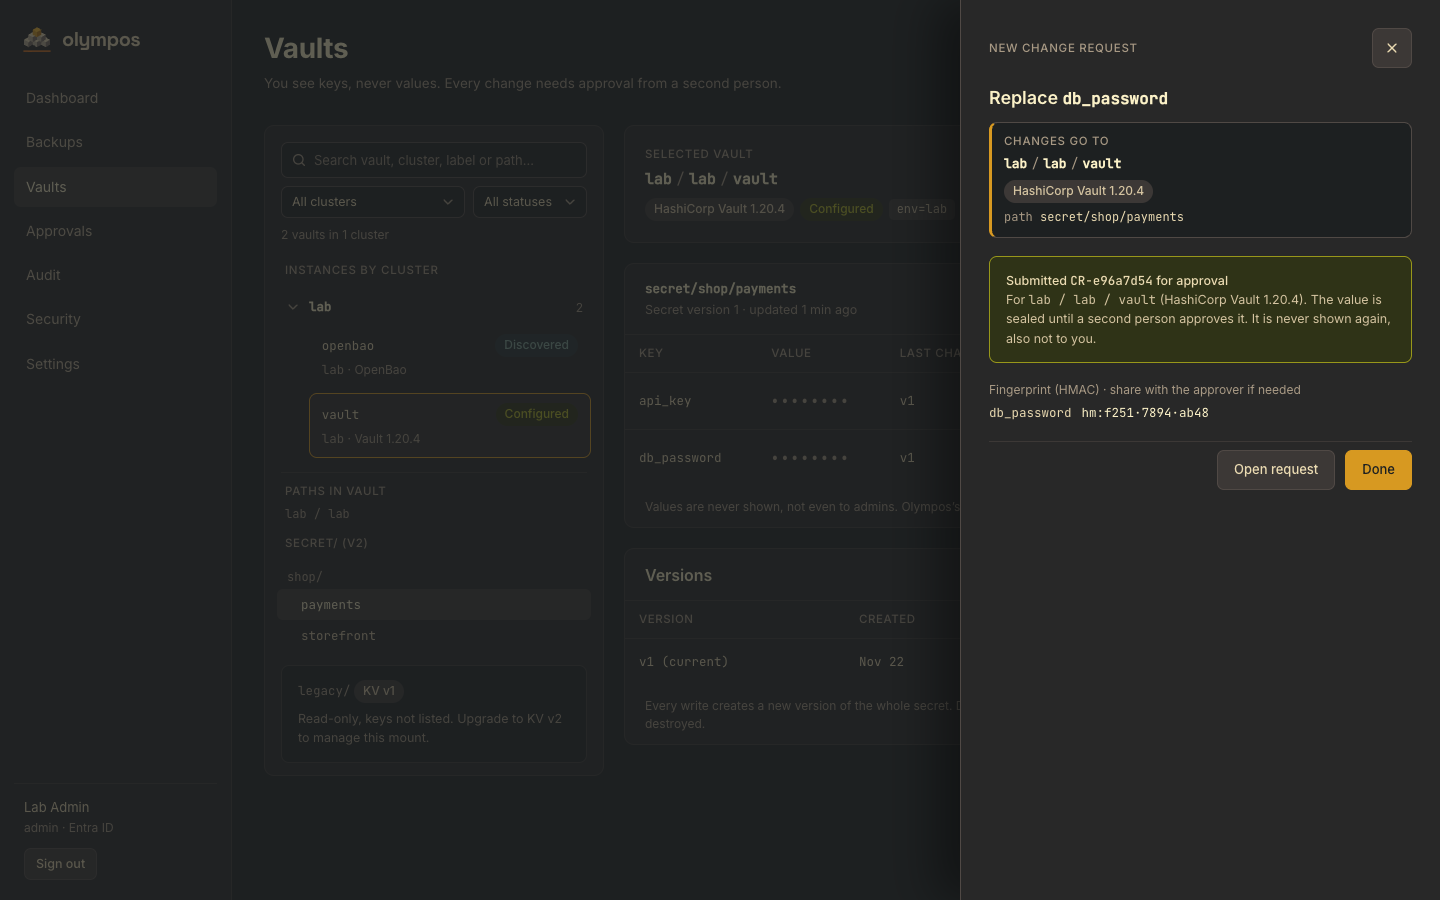 olympos
Dashboard
Backups
Vaults
Approvals
Audit
Security
Settings
Lab Admin
admin · Entra ID
Sign out
Vaults
You see keys, never values. Every change needs approval from a second person.
Search vault, cluster, label or path...
All clusters
All statuses
2 vaults in 1 cluster
INSTANCES BY CLUSTER
lab 2
openbao Discovered
lab · OpenBao
vault Configured
lab · Vault 1.20.4
PATHS IN VAULT
lab / lab
SECRET/ (V2)
shop/
payments
storefront
legacy/ KV v1
Read-only, keys not listed. Upgrade to KV v2
to manage this mount.
SELECTED VAULT
lab / lab / vault
HashiCorp Vault 1.20.4 Configured env=lab
secret/shop/payments
Secret version 1 · updated 1 min ago
KEY VALUE LAST CHA
api_key •••••••• v1
db_password •••••••• v1
Values are never shown, not even to admins. Olympos's
Versions
VERSION CREATED
v1 (current) Nov 22
Every write creates a new version of the whole secret. D
destroyed.
NEW CHANGE REQUEST
×
Replace db_password
CHANGES GO TO
lab / lab / vault
HashiCorp Vault 1.20.4
path secret/shop/payments
Submitted CR-e96a7d54 for approval
For lab / lab / vault (HashiCorp Vault 1.20.4). The value is
sealed until a second person approves it. It is never shown again,
also not to you.
Fingerprint (HMAC) · share with the approver if needed
db_password hm:f251·7894·ab48
Open request
Done